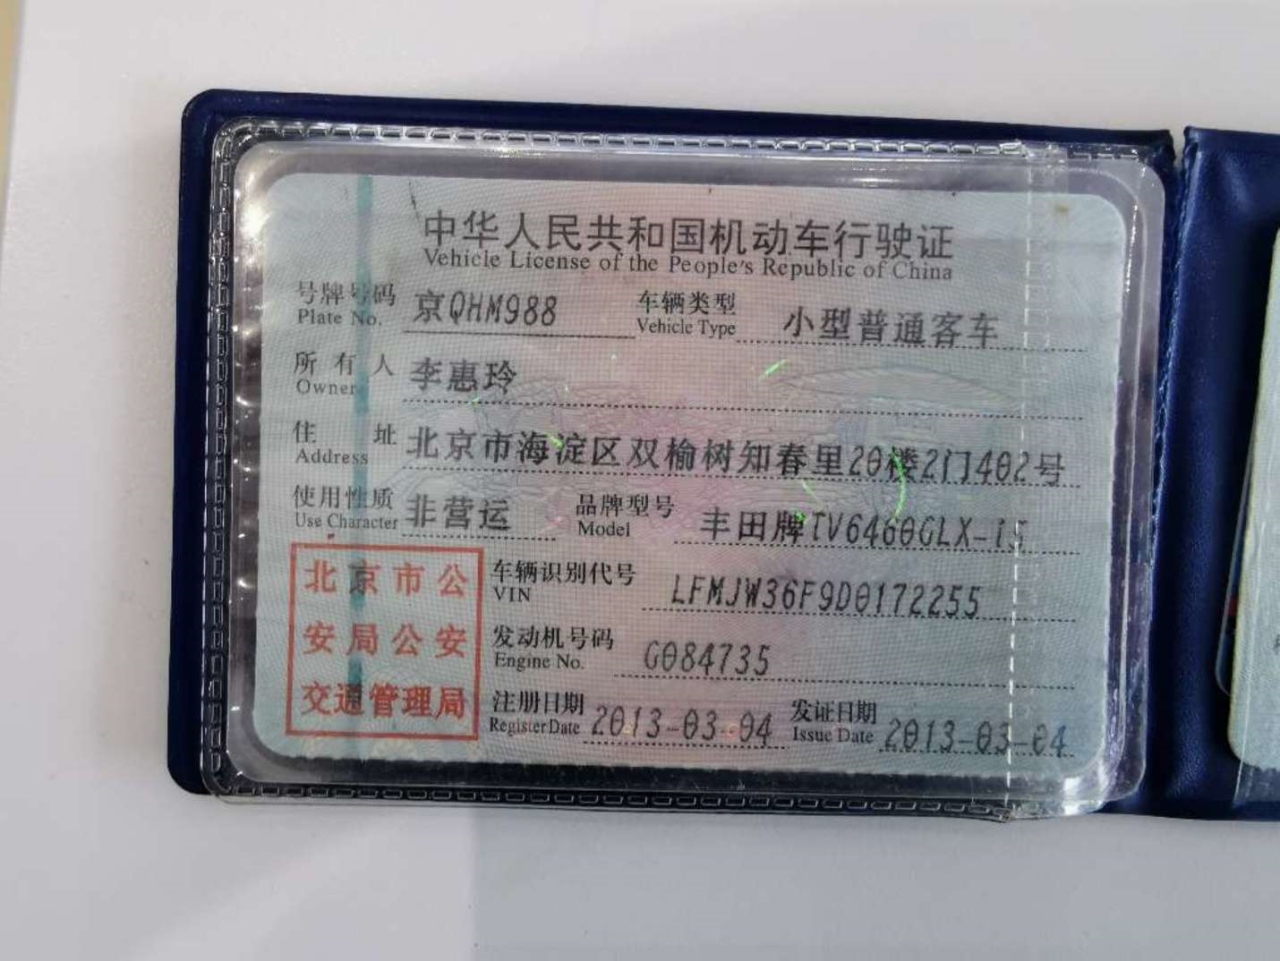 中华人民共和国机动车行驶证
Vehicle License of the People's Republic of China
号牌号码 京QHM988 车辆类型 小型普通客车
Plate No. Vehicle Type
所有人 李惠玲
Owner
住址 北京市海淀区双榆树知春里20楼2门402号
Address
使用性质 非营运 品牌型号 丰田牌TV6460GLX-i5
Use Character Model
北京市公
安局公安
交通管理局
车辆识别代号 LFMJW36F9D0172255
VIN
发动机号码 G084735
Engine No.
注册日期 2013-03-04 发证日期 2013-03-04
Register Date Issue Date